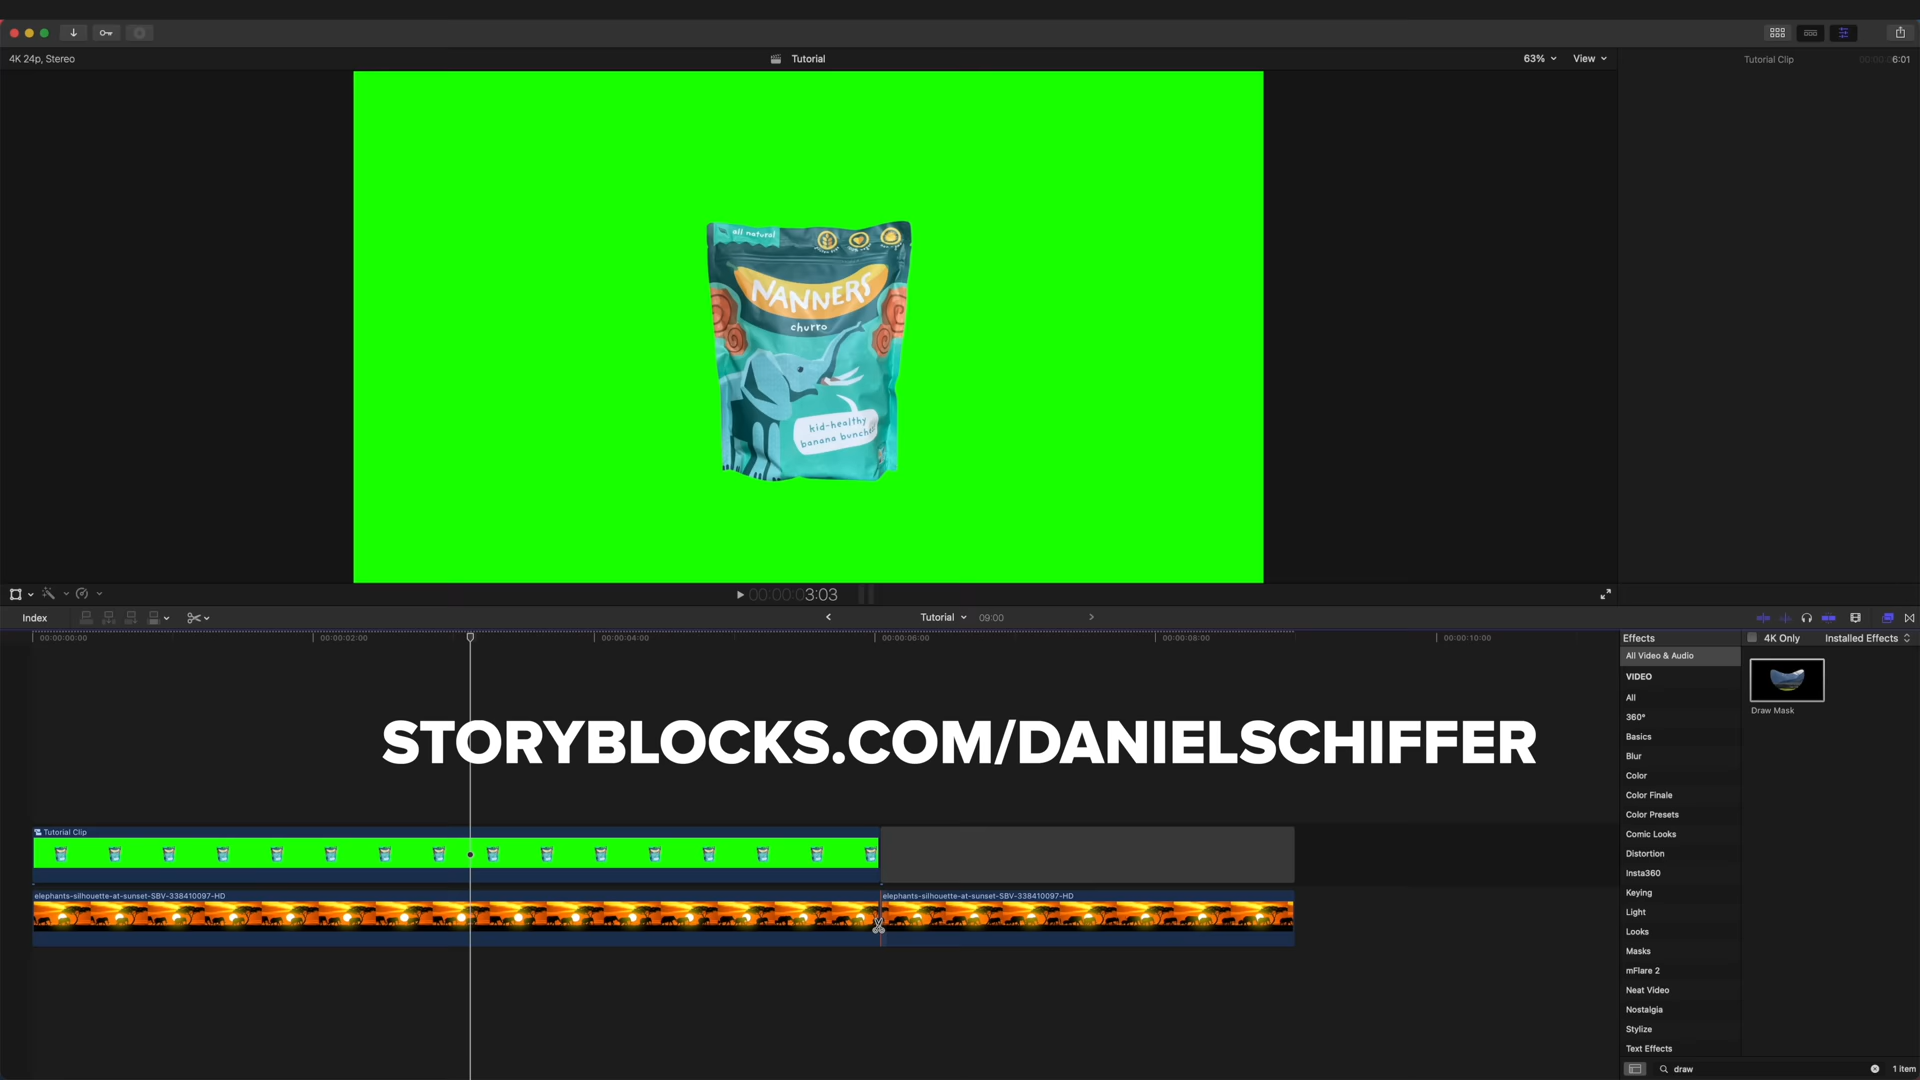 4K 24p, Stereo
Tutorial
63%
View
Tutorial Clip
00:00:00:6:01
all natural
NANNERS
churro
kid-healthy
banana bunches
00:00:00:3:03
Index
Tutorial
09:00
00:00:00:00
00:00:02:00
00:00:04:00
00:00:06:00
00:00:08:00
00:00:10:00
STORYBLOCKS.COM/DANIELSCHIFFER
Tutorial Clip
elephants-silhouette-at-sunset-SBV-338410097-HD
elephants-silhouette-at-sunset-SBV-338410097-HD
Effects
4K Only
Installed Effects
All Video & Audio
VIDEO
All
360°
Basics
Blur
Color
Color Finale
Color Presets
Comic Looks
Distortion
Insta360
Keying
Light
Looks
Masks
mFlare 2
Neat Video
Nostalgia
Stylize
Text Effects
Draw Mask
draw
1 item